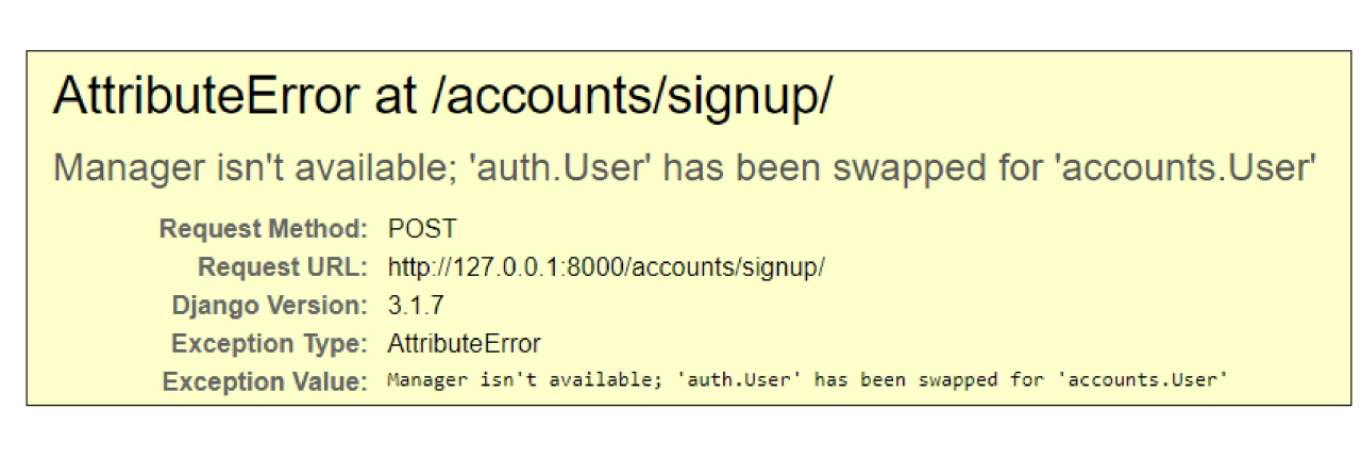 AttributeError at /accounts/signup/
Manager isn't available; 'auth.User' has been swapped for 'accounts.User'
Request Method: POST
Request URL: http://127.0.0.1:8000/accounts/signup/
Django Version: 3.1.7
Exception Type: AttributeError
Exception Value: Manager isn't available; 'auth.User' has been swapped for 'accounts.User'